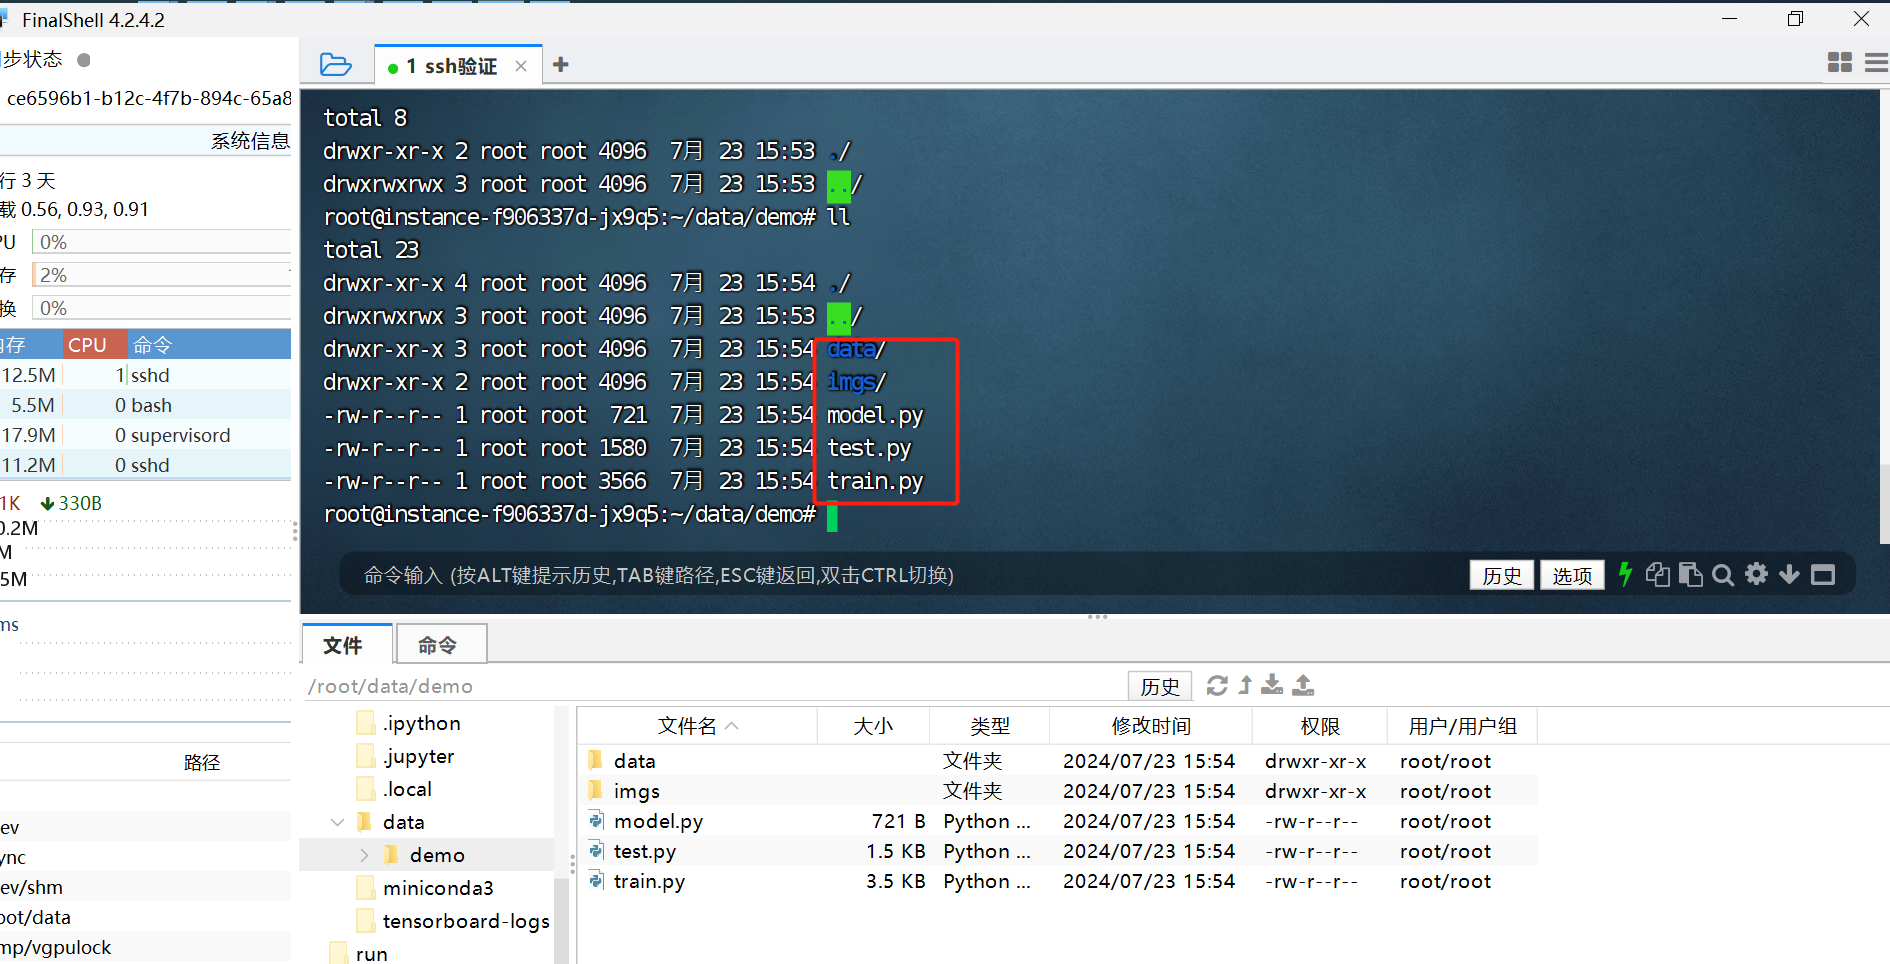 FinalShell 4.2.4.2
步状态
ce6596b1-b12c-4f7b-894c-65a8
系统信息
行 3 天
载 0.56, 0.93, 0.91
0%
存 2%
换 0%
CPU 命令
12.5M 1 sshd
5.5M 0 bash
17.9M 0 supervisord
11.2M 0 sshd
1K 330B
路径
/shm
/data
/vgpulock
1 ssh验证
total 8
drwxr-xr-x 2 root root 4096 7月 23 15:53 ./
drwxrwxrwx 3 root root 4096 7月 23 15:53 ../
root@instance-f906337d-jx9q5:~/data/demo# ll
total 23
drwxr-xr-x 4 root root 4096 7月 23 15:54 ./
drwxrwxrwx 3 root root 4096 7月 23 15:53 ../
drwxr-xr-x 3 root root 4096 7月 23 15:54 data/
drwxr-xr-x 2 root root 4096 7月 23 15:54 imgs/
-rw-r--r-- 1 root root 721 7月 23 15:54 model.py
-rw-r--r-- 1 root root 1580 7月 23 15:54 test.py
-rw-r--r-- 1 root root 3566 7月 23 15:54 train.py
root@instance-f906337d-jx9q5:~/data/demo#
命令输入 (按ALT键提示历史,TAB键路径,ESC键返回,双击CTRL切换)
历史 选项
文件 命令
/root/data/demo 历史
.ipython
.jupyter
.local
data
demo
miniconda3
tensorboard-logs
run
文件名 大小 类型 修改时间 权限 用户/用户组
data 文件夹 2024/07/23 15:54 drwxr-xr-x root/root
imgs 文件夹 2024/07/23 15:54 drwxr-xr-x root/root
model.py 721 B Python ... 2024/07/23 15:54 -rw-r--r-- root/root
test.py 1.5 KB Python ... 2024/07/23 15:54 -rw-r--r-- root/root
train.py 3.5 KB Python ... 2024/07/23 15:54 -rw-r--r-- root/root